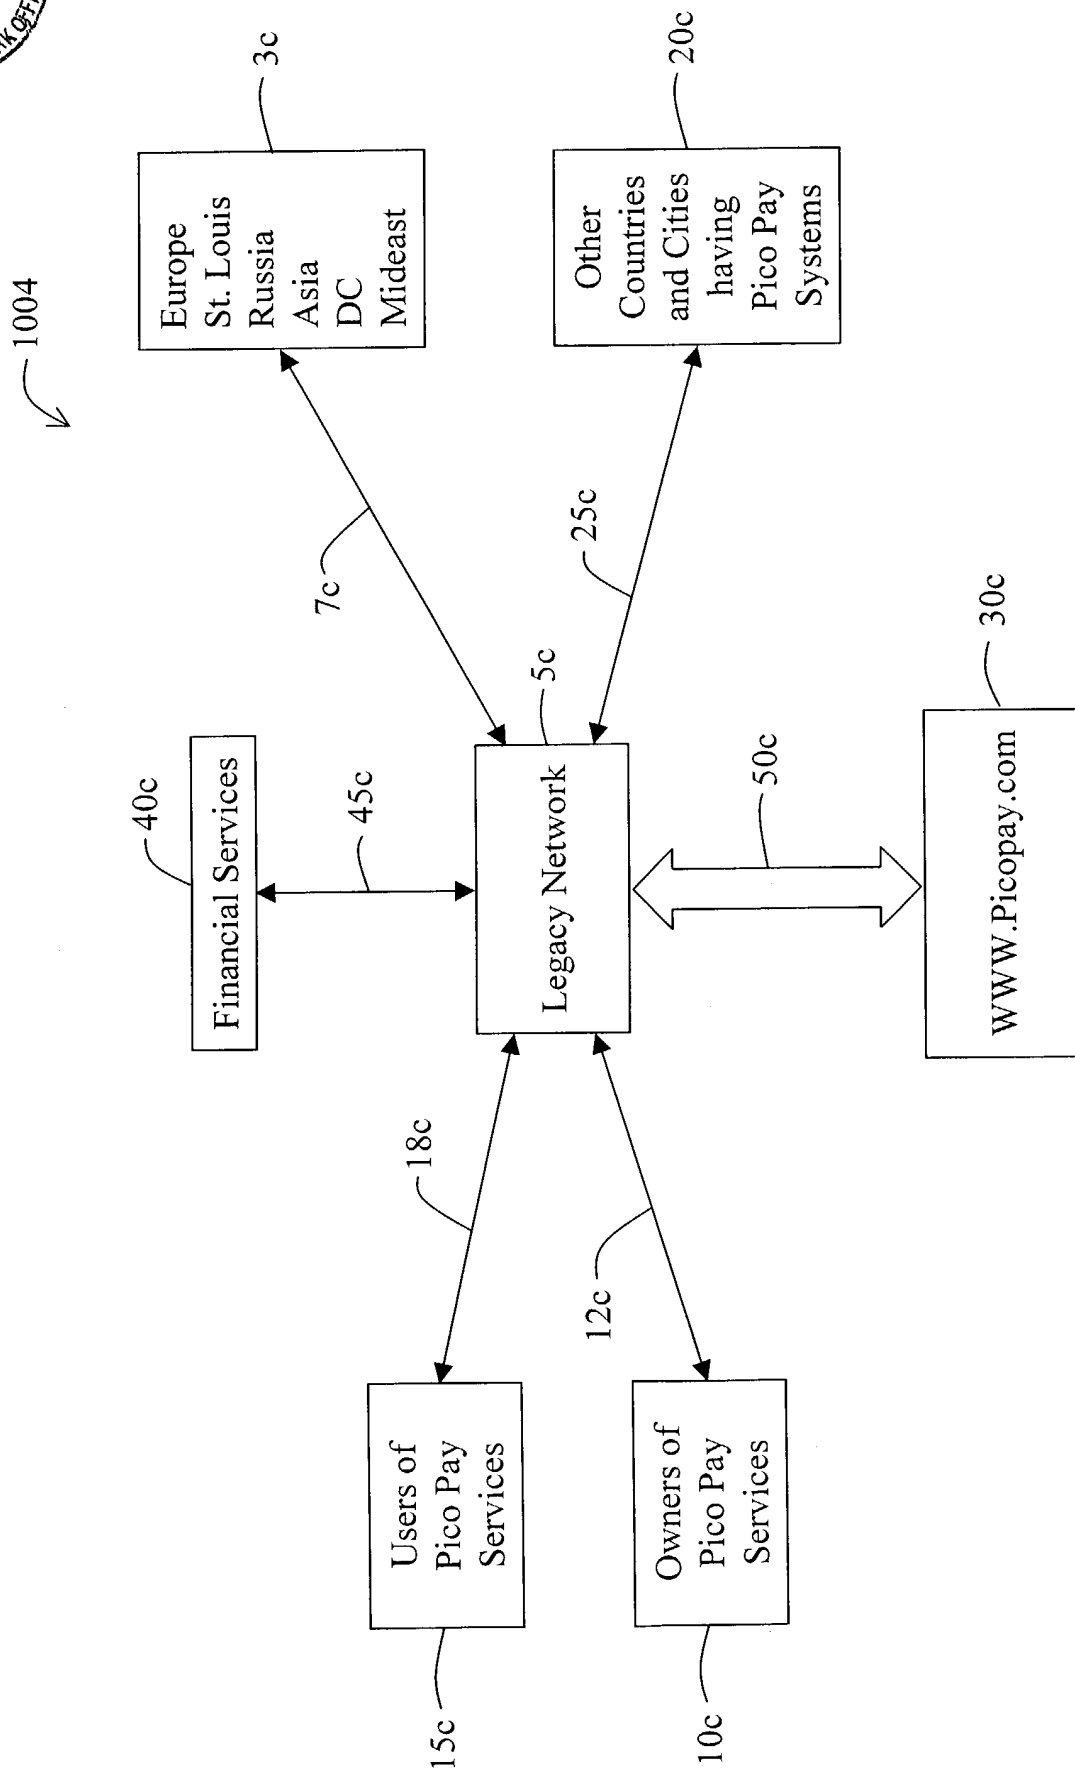 1004
40c
Financial Services
45c
3c
Europe
St. Louis
Russia
Asia
DC
Mideast
7c
15c
Users of
Pico Pay
Services
18c
5c
Legacy Network
25c
20c
Other
Countries
and Cities
having
Pico Pay
Systems
10c
Owners of
Pico Pay
Services
12c
50c
30c
WWW.Picopay.com